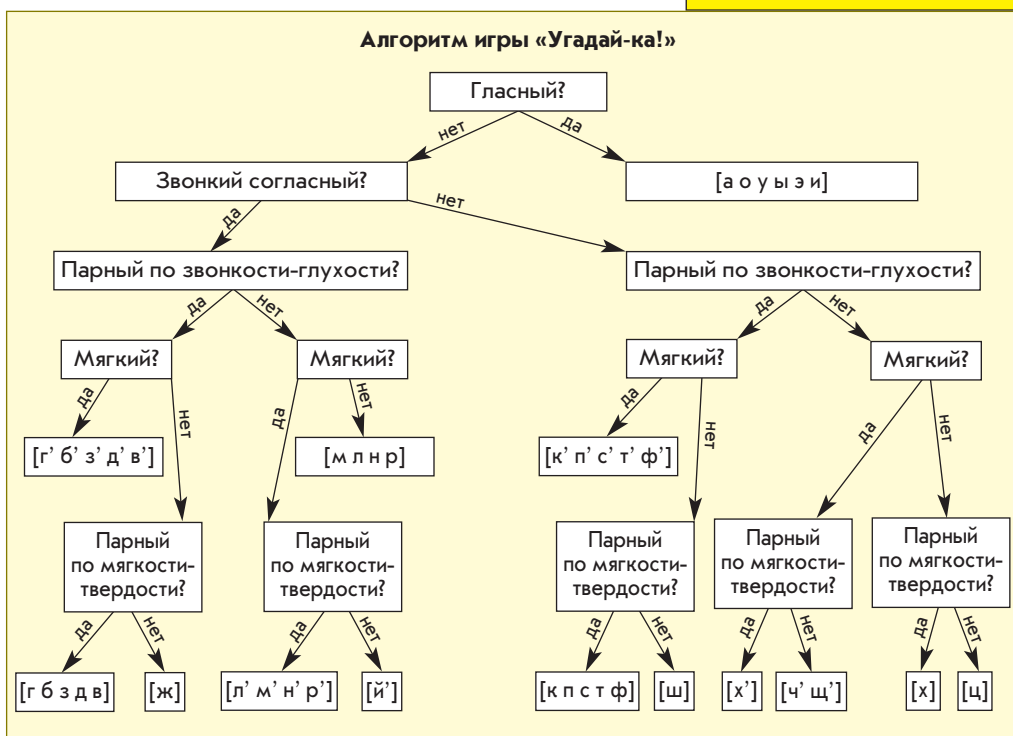 Алгоритм игры «Угадай-ка!»
Гласный?
нет
да
Звонкий согласный?
[а о у ы э и]
да
нет
Парный по звонкости-глухости?
Парный по звонкости-глухости?
да
нет
да
нет
Мягкий?
Мягкий?
Мягкий?
Мягкий?
да
нет
да
нет
да
нет
да
нет
[г’ б’ з’ д’ в’]
[м л н р]
[к’ п’ с’ т’ ф’]
Парный
по мягкости-
твердости?
Парный
по мягкости-
твердости?
Парный
по мягкости-
твердости?
Парный
по мягкости-
твердости?
Парный
по мягкости-
твердости?
да
нет
да
нет
да
нет
да
нет
да
нет
[г б з д в]
[ж]
[л’ м’ н’ р’]
[й’]
[к п с т ф]
[ш]
[х’]
[ч’ щ’]
[х]
[ц]